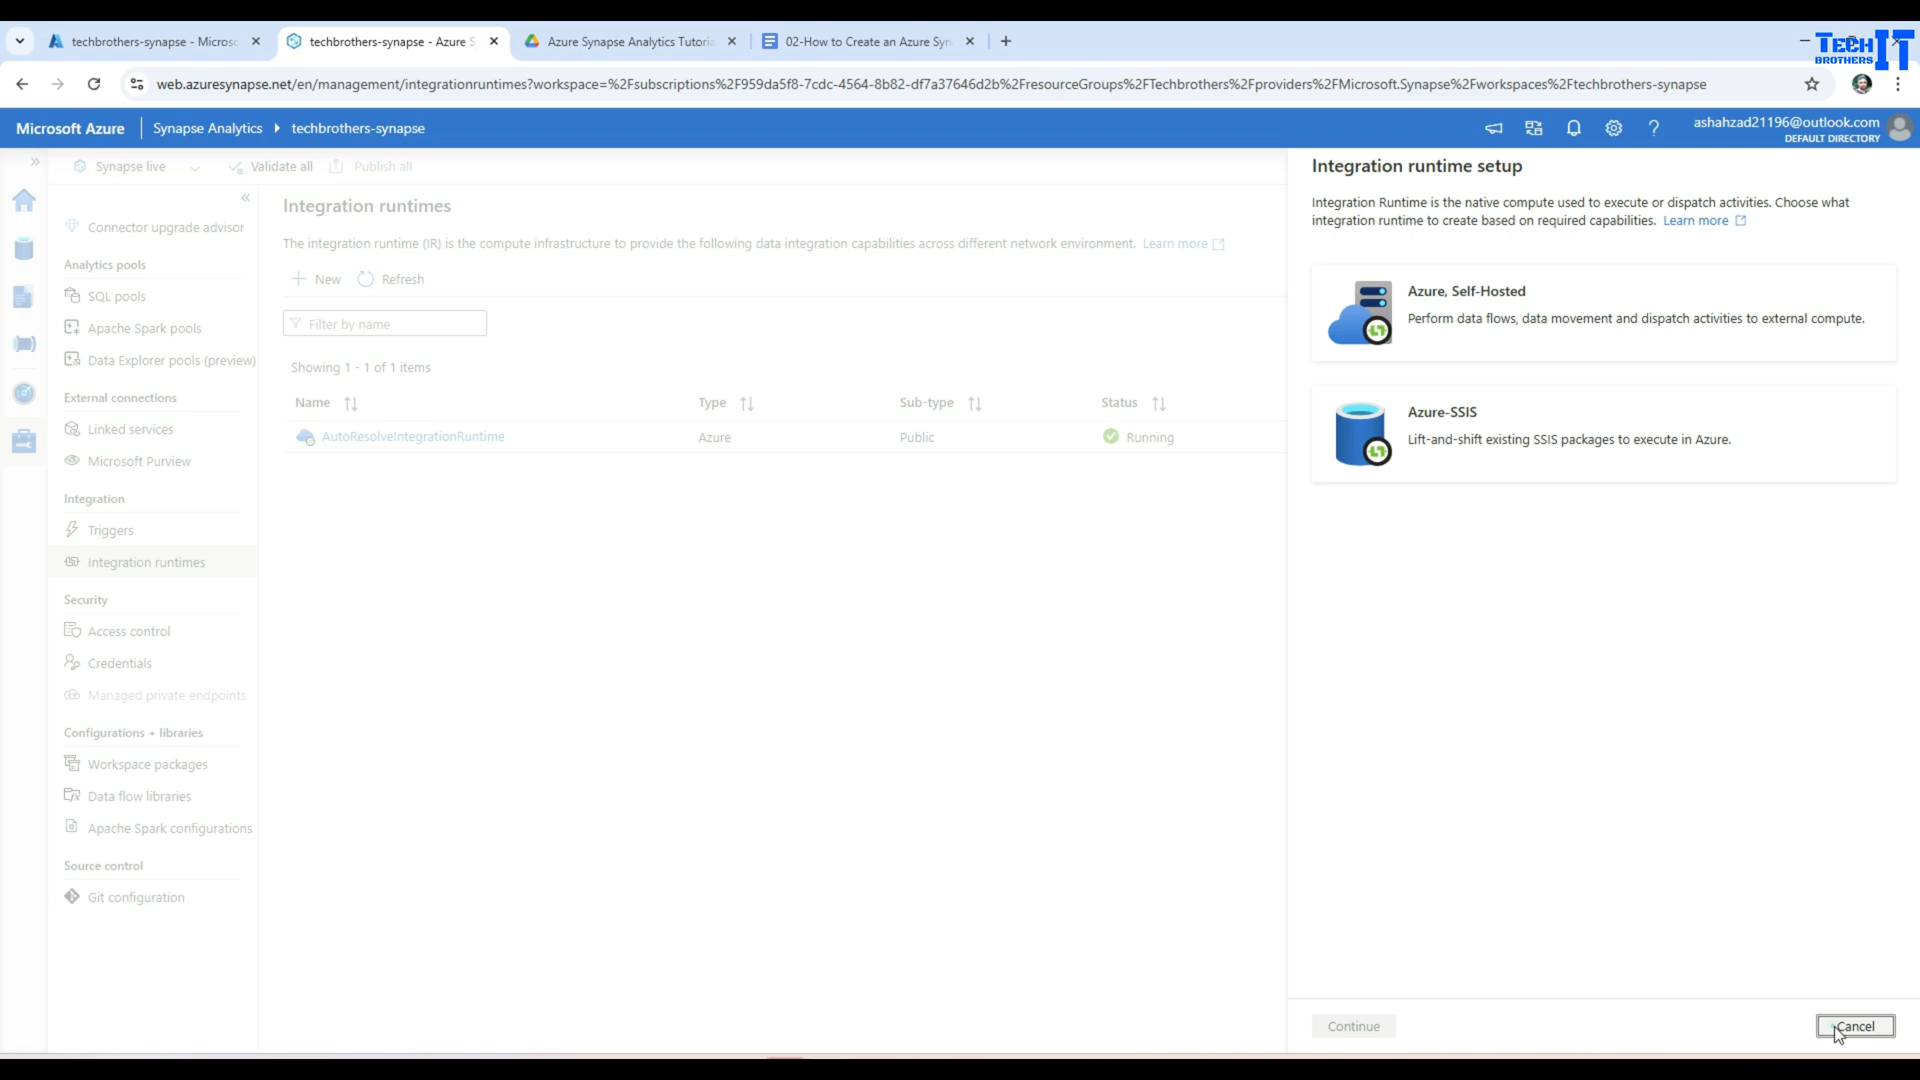 techbrothers-synapse - Microsc
techbrothers-synapse - Azure S
Azure Synapse Analytics Tutoria
02-How to Create an Azure Syn
TECH BROTHERS IT
web.azuresynapse.net/en/management/integrationruntimes?workspace=%2Fsubscriptions%2F959da5f8-7cdc-4564-8b82-df7a37646d2b%2FresourceGroups%2FTechbrothers%2Fproviders%2FMicrosoft.Synapse%2Fworkspaces%2Ftechbrothers-synapse
Microsoft Azure
Synapse Analytics
techbrothers-synapse
ashahzad21196@outlook.com
DEFAULT DIRECTORY
Synapse live
Validate all
Publish all
Connector upgrade advisor
Analytics pools
SQL pools
Apache Spark pools
Data Explorer pools (preview)
External connections
Linked services
Microsoft Purview
Integration
Triggers
Integration runtimes
Security
Access control
Credentials
Managed private endpoints
Configurations + libraries
Workspace packages
Data flow libraries
Apache Spark configurations
Source control
Git configuration
Integration runtimes
The integration runtime (IR) is the compute infrastructure to provide the following data integration capabilities across different network environment. Learn more
New
Refresh
Filter by name
Showing 1 - 1 of 1 items
Name Type Sub-type Status
AutoResolveIntegrationRuntime Azure Public Running
Integration runtime setup
Integration Runtime is the native compute used to execute or dispatch activities. Choose what
integration runtime to create based on required capabilities. Learn more
Azure, Self-Hosted
Perform data flows, data movement and dispatch activities to external compute.
Azure-SSIS
Lift-and-shift existing SSIS packages to execute in Azure.
Continue
Cancel